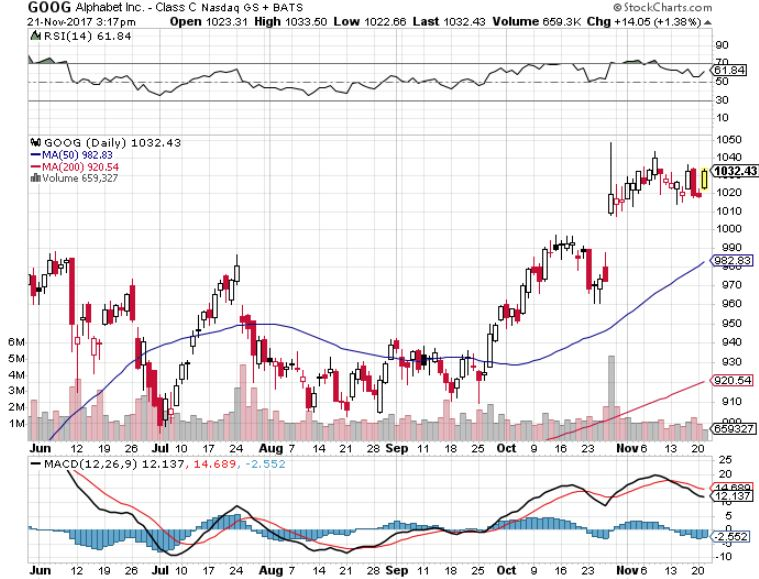 GOOG Alphabet Inc. - Class C Nasdaq GS + BATS © StockCharts.com
21-Nov-2017 3:17pm Open 1023.31 High 1033.50 Low 1022.66 Last 1032.43 Volume 659.3K Chg +14.05 (+1.38%)
RSI(14) 61.84
90
70
61.84
50
30
10
GOOG (Daily) 1032.43
MA(50) 982.83
MA(200) 920.54
Volume 659,327
1050
1040
1032.43
1020
1010
1000
990
982.83
970
960
950
940
930
920.54
910
900
659327
6M
5M
4M
3M
2M
1M
Jun 12 19 26 Jul 10 17 24 Aug 7 14 21 28 Sep 11 18 25 Oct 9 16 23 Nov 6 13 20
MACD(12,26,9) 12.137, 14.689, -2.552
25
20
14.689
12.137
5
0
-2.552
-5
-10
Jun 12 19 26 Jul 10 17 24 Aug 7 14 21 28 Sep 11 18 25 Oct 9 16 23 Nov 6 13 20